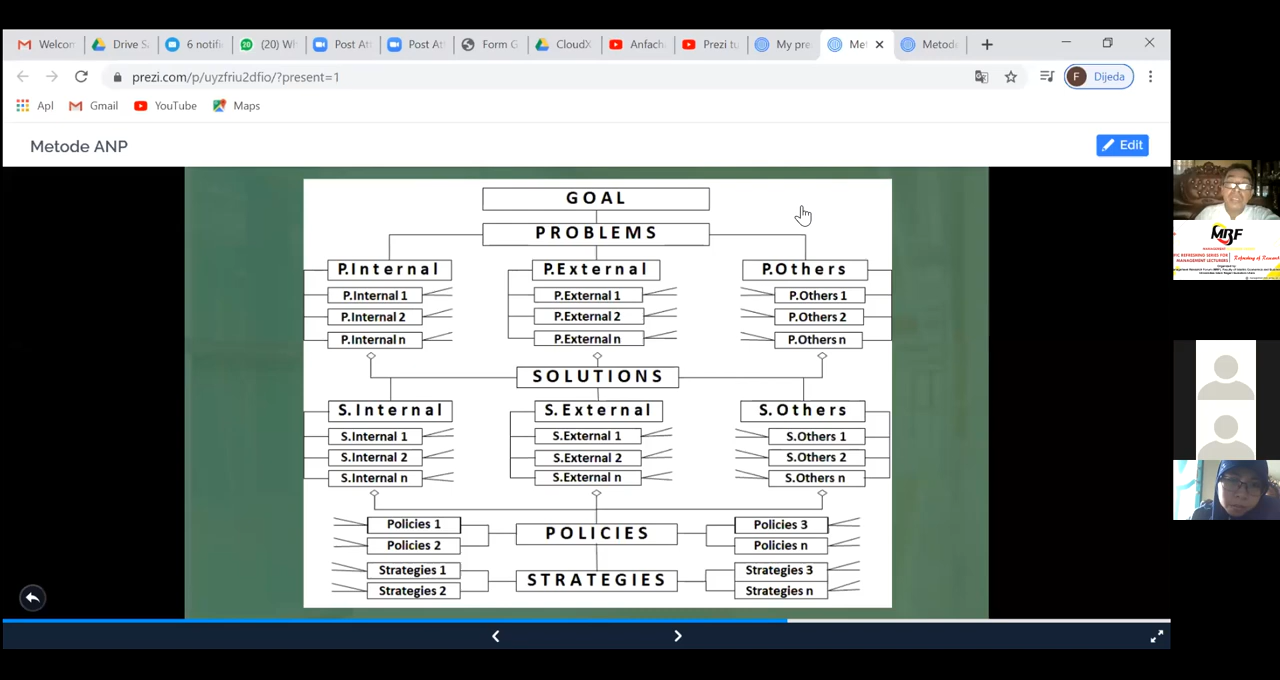 Welcon
Drive S
6 notifi
(20) Wh
Post At
Post At
Form G
CloudX
Anfach
Prezi tu
My pre
Met
Metode
prezi.com/p/uyzfriu2dfio/?present=1
F Dijeda
Apl Gmail YouTube Maps
Metode ANP
Edit
GOAL
PROBLEMS
P.Internal P.External P.Others
P.Internal 1 P.External 1 P.Others 1
P.Internal 2 P.External 2 P.Others 2
P.Internal n P.External n P.Others n
SOLUTIONS
S.Internal S.External S.Others
S.Internal 1 S.External 1 S.Others 1
S.Internal 2 S.External 2 S.Others 2
S.Internal n S.External n S.Others n
Policies 1 POLICIES Policies 3
Policies 2 Policies n
Strategies 1 STRATEGIES Strategies 3
Strategies 2 Strategies n
MRF
MANAGEMENT LECTURERS